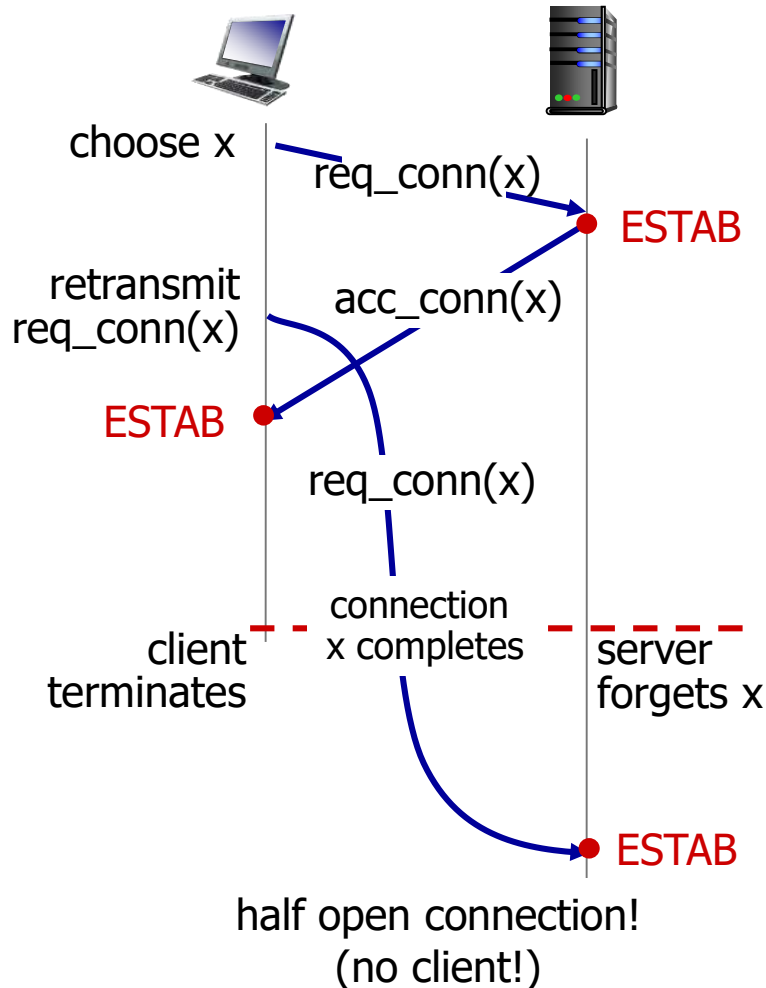 choose x
req_conn(x)
ESTAB
retransmit
req_conn(x)
acc_conn(x)
ESTAB
req_conn(x)
connection
x completes
client
terminates
server
forgets x
ESTAB
half open connection!
(no client!)